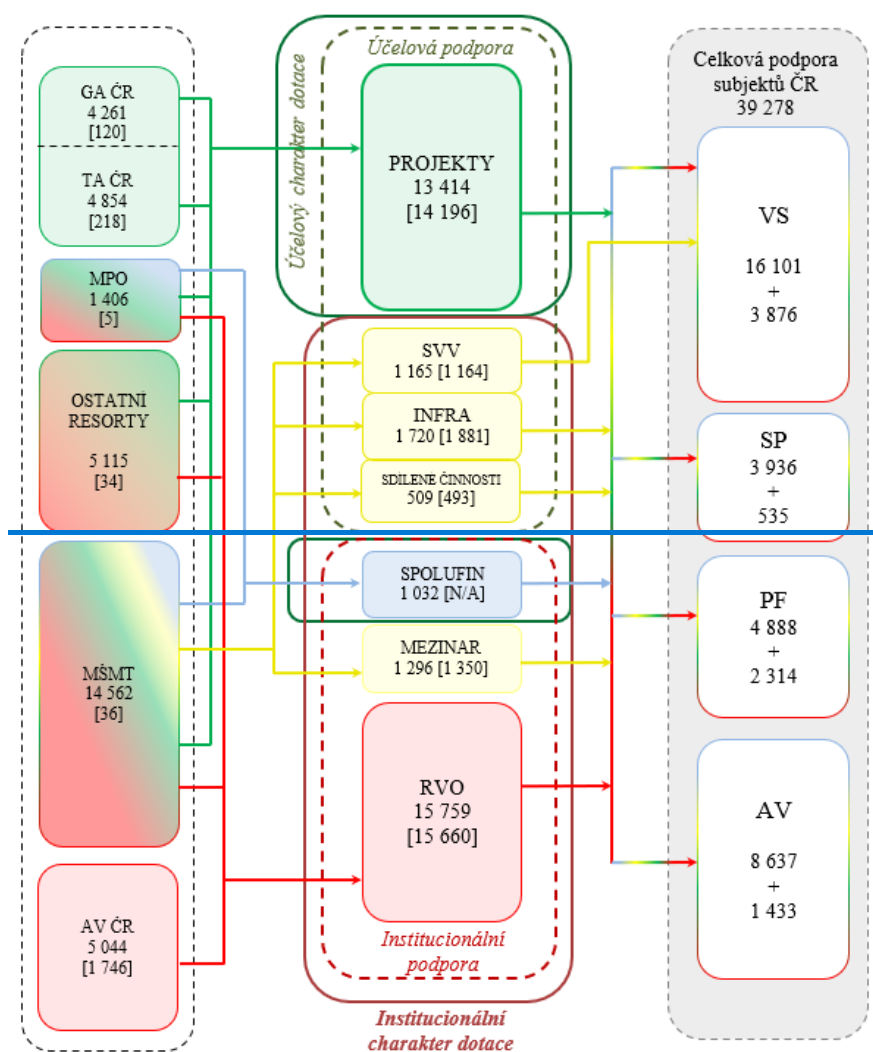 GA ČR
4 261
[120]
TA ČR
4 854
[218]
MPO
1 406
[5]
OSTATNÍ
RESORTY
5 115
[34]
MŠMT
14 562
[36]
AV ČR
5 044
[1 746]
Účelová podpora
Účelový charakter dotace
PROJEKTY
13 414
[14 196]
SVV
1 165 [1 164]
INFRA
1 720 [1 881]
SDÍLENÉ ČINNOSTI
509 [493]
SPOLUFIN
1 032 [N/A]
MEZINAR
1 296 [1 350]
RVO
15 759
[15 660]
Institucionální
podpora
Institucionální
charakter dotace
Celková podpora
subjektů ČR
39 278
VS
16 101
+
3 876
SP
3 936
+
535
PF
4 888
+
2 314
AV
8 637
+
1 433